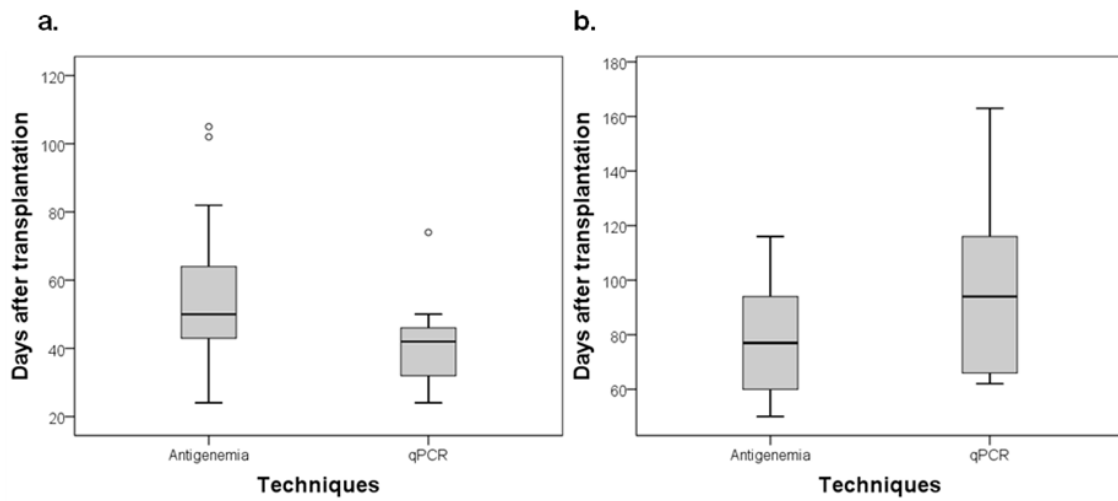 a.
Days after transplantation
120
100
80
60
40
20
Antigenemia
qPCR
Techniques
b.
Days after transplantation
180
160
140
120
100
80
60
Antigenemia
qPCR
Techniques